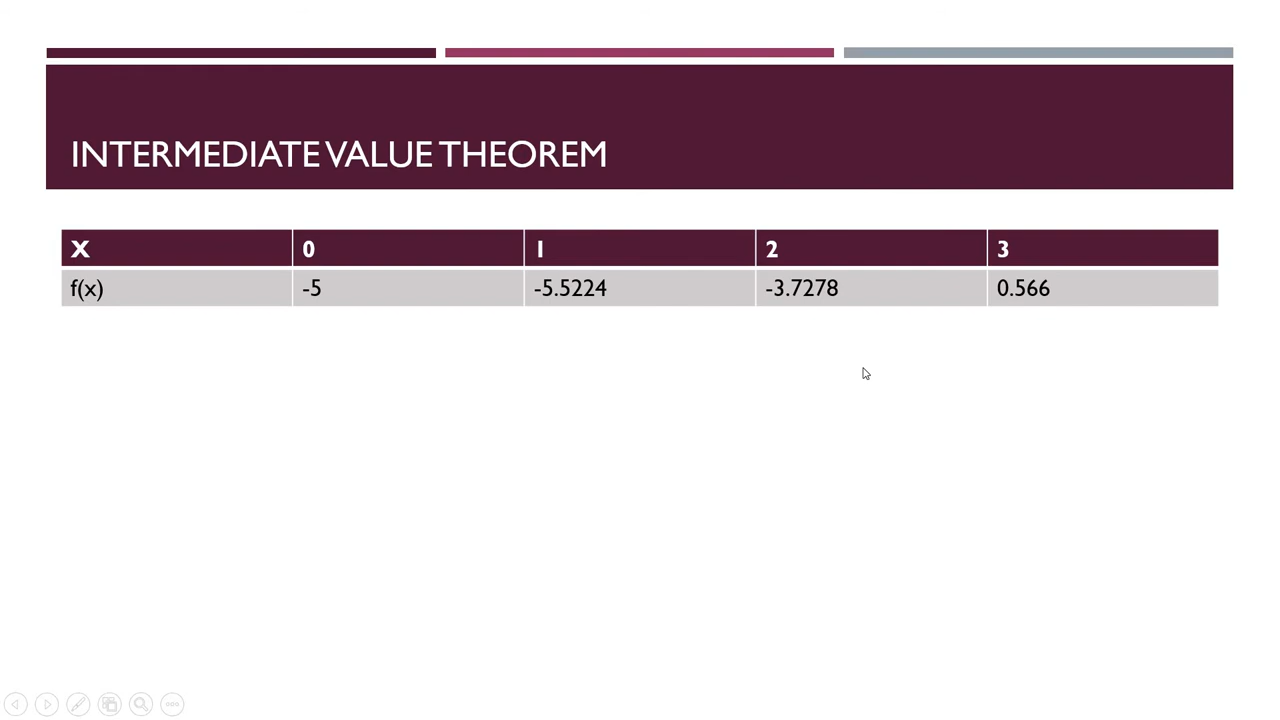 INTERMEDIATE VALUE THEOREM
X 0 1 2 3
f(x) -5 -5.5224 -3.7278 0.566